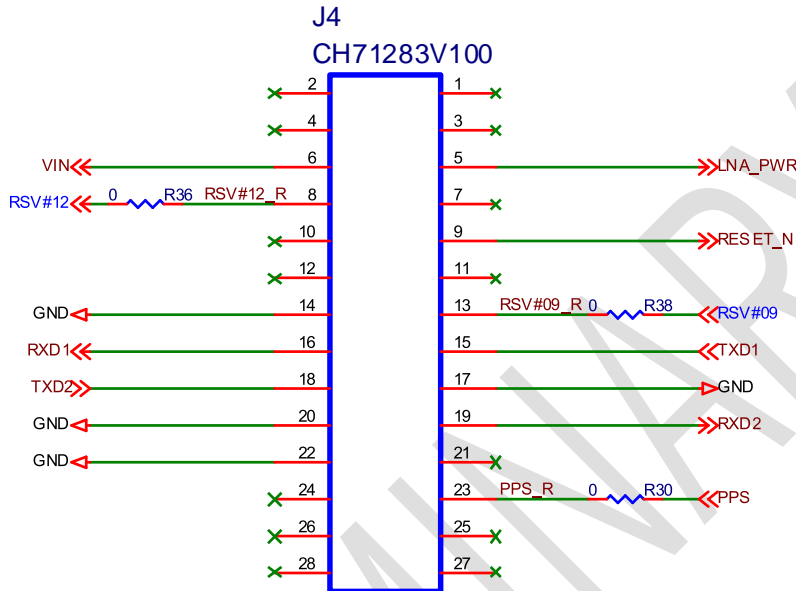 J4
CH71283V100
2 1
4 3
VIN 6 5 LNA_PWR
RSV#12 0 R36 RSV#12_R 8 7
10 9 RESET_N
12 11
GND 14 13 RSV#09_R 0 R38 RSV#09
RXD1 16 15 TXD1
TXD2 18 17 GND
GND 20 19 RXD2
GND 22 21
24 23 PPS_R 0 R30 PPS
26 25
28 27